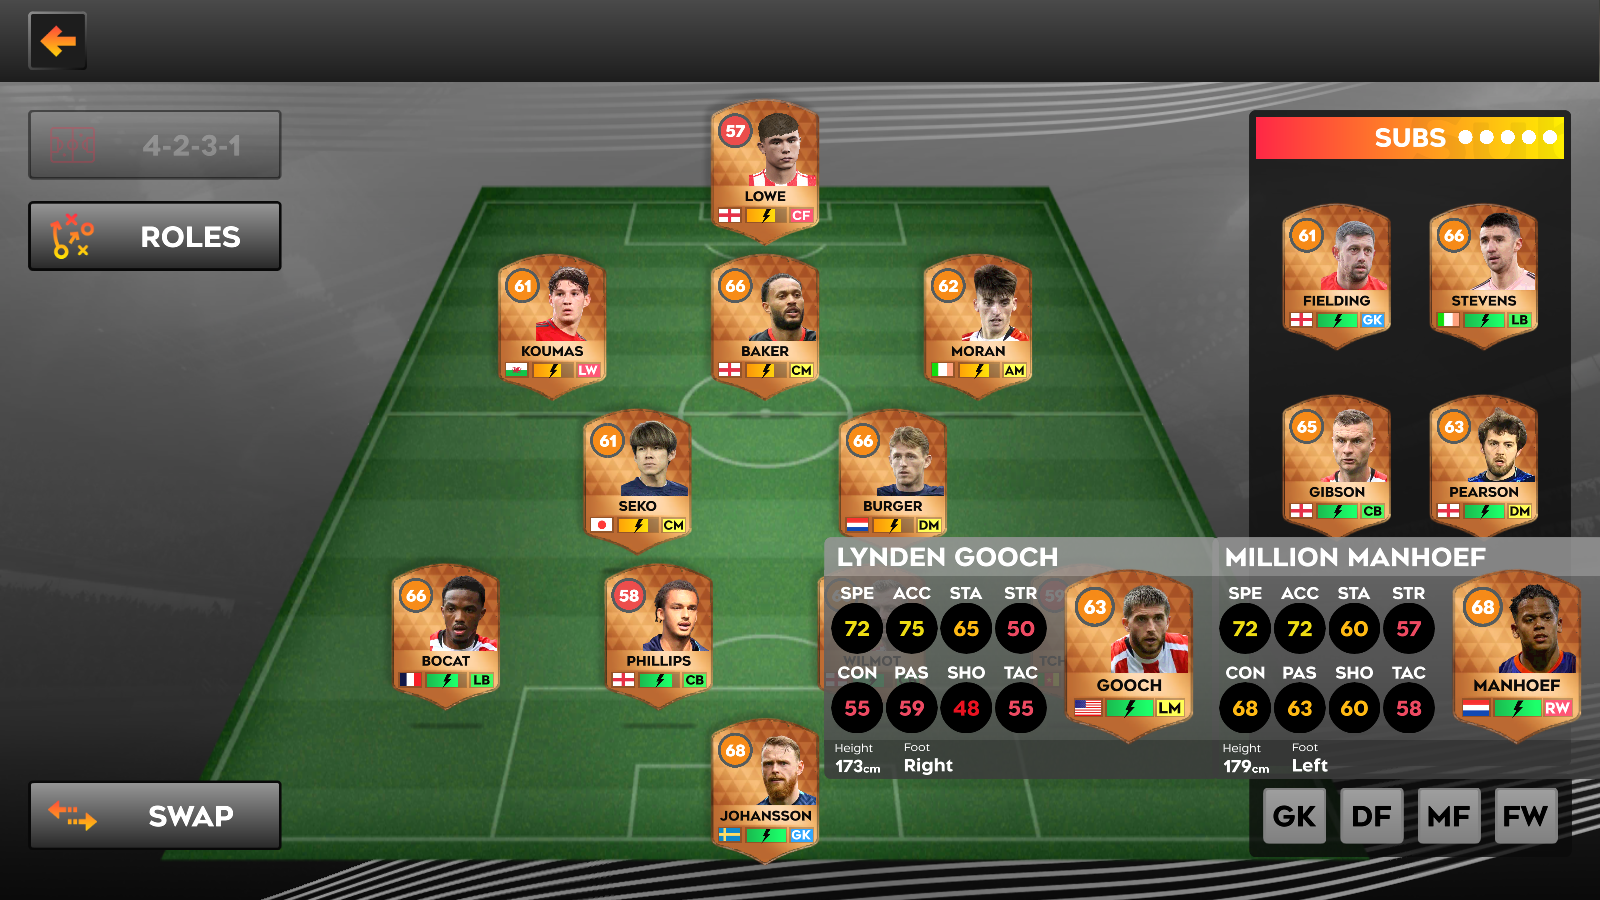 4-2-3-1
ROLES
SWAP
57
LOWE
CF
61
KOUMAS
LW
66
BAKER
CM
62
MORAN
AM
61
SEKO
CM
66
BURGER
DM
66
BOCAT
LB
58
PHILLIPS
CB
WILMOT
59
TCH
68
JOHANSSON
GK
SUBS
61
FIELDING
GK
66
STEVENS
LB
65
GIBSON
CB
63
PEARSON
DM
LYNDEN GOOCH
SPE ACC STA STR
72 75 65 50
CON PAS SHO TAC
55 59 48 55
Height Foot
173cm Right
63
GOOCH
LM
MILLION MANHOEF
SPE ACC STA STR
72 72 60 57
CON PAS SHO TAC
68 63 60 58
Height Foot
179cm Left
68
MANHOEF
RW
GK DF MF FW